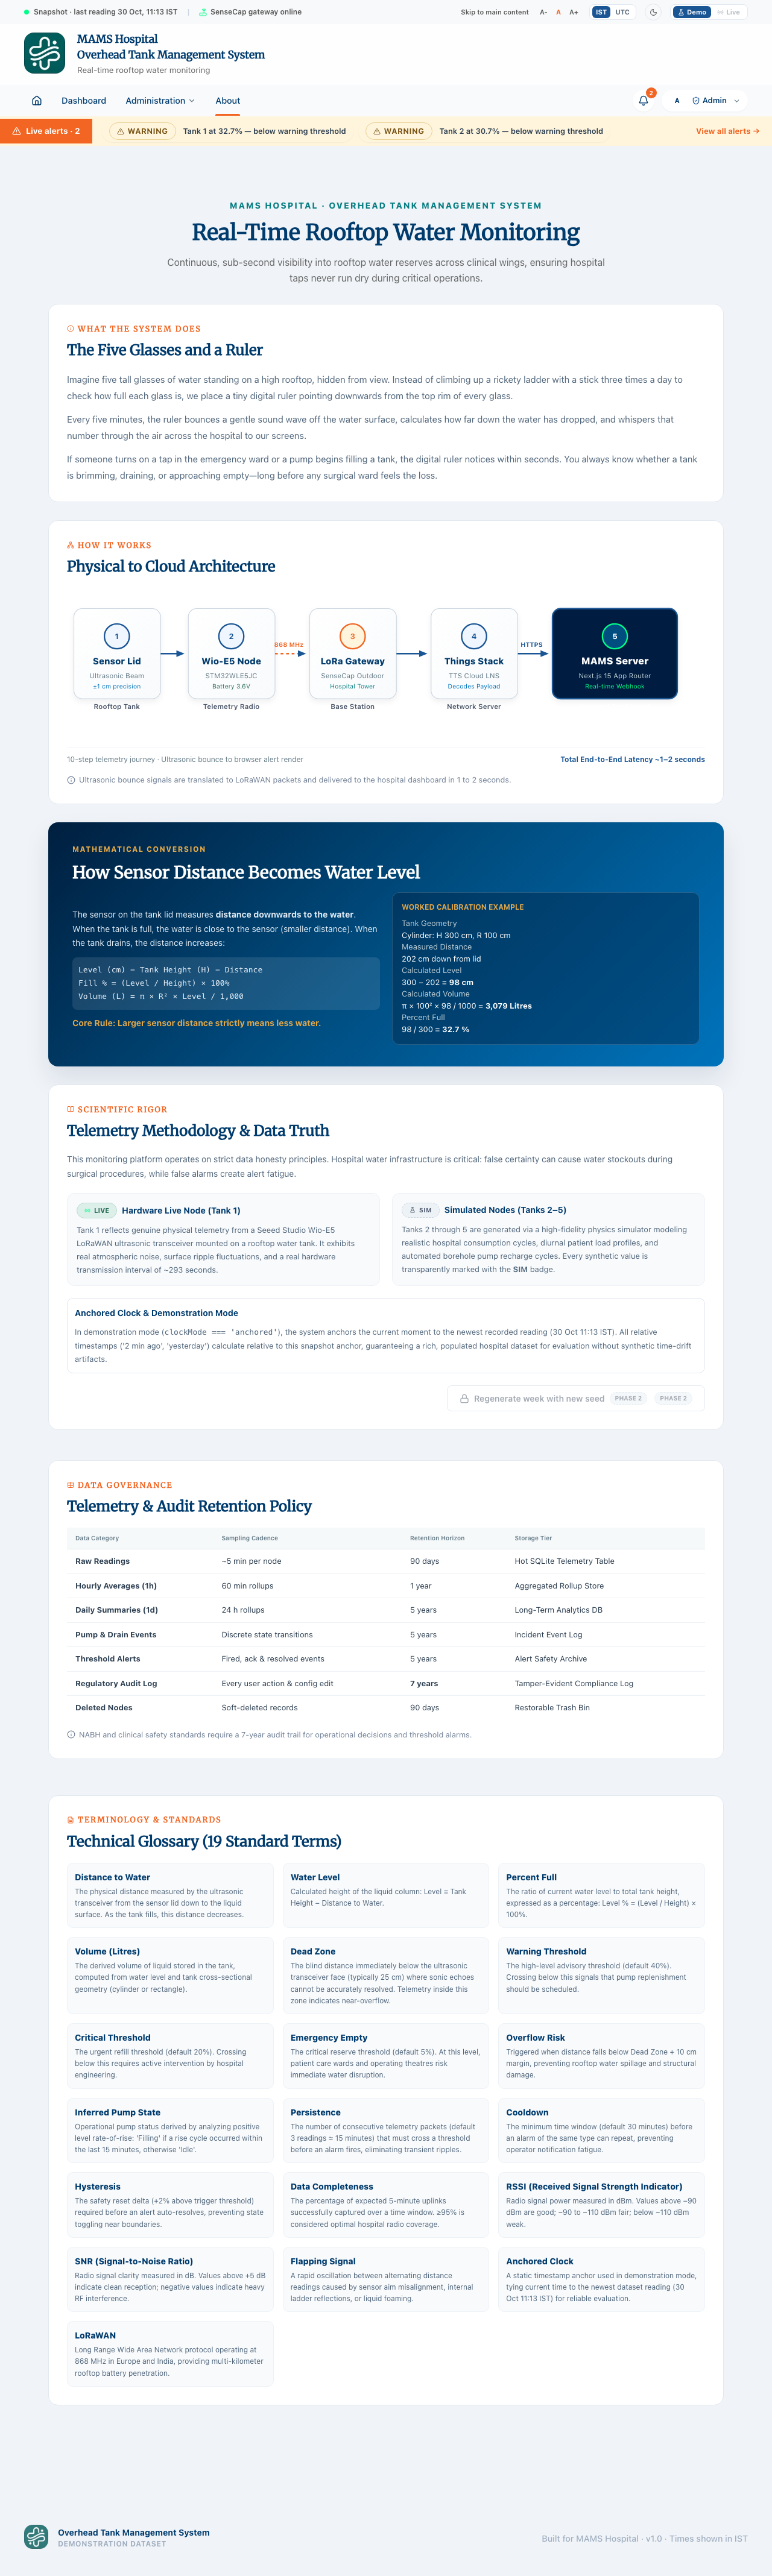 Snapshot · last reading 30 Oct, 11:13 IST | SenseCap gateway online
Skip to main content A- A A+ IST UTC Demo Live
MAMS Hospital
Overhead Tank Management System
Real-time rooftop water monitoring
Dashboard Administration About
2 A Admin
Live alerts · 2 WARNING Tank 1 at 32.7% — below warning threshold WARNING Tank 2 at 30.7% — below warning threshold View all alerts →
MAMS HOSPITAL · OVERHEAD TANK MANAGEMENT SYSTEM
Real-Time Rooftop Water Monitoring
Continuous, sub-second visibility into rooftop water reserves across clinical wings, ensuring hospital
taps never run dry during critical operations.
WHAT THE SYSTEM DOES
The Five Glasses and a Ruler
Imagine five tall glasses of water standing on a high rooftop, hidden from view. Instead of climbing up a rickety ladder with a stick three times a day to
check how full each glass is, we place a tiny digital ruler pointing downwards from the top rim of every glass.
Every five minutes, the ruler bounces a gentle sound wave off the water surface, calculates how far down the water has dropped, and whispers that
number through the air across the hospital to our screens.
If someone turns on a tap in the emergency ward or a pump begins filling a tank, the digital ruler notices within seconds. You always know whether a tank
is brimming, draining, or approaching empty—long before any surgical ward feels the loss.
HOW IT WORKS
Physical to Cloud Architecture
1
Sensor Lid
Ultrasonic Beam
±1 cm precision
Rooftop Tank
2
Wio-E5 Node
STM32WLE5JC
Battery 3.6V
Telemetry Radio
868 MHz
3
LoRa Gateway
SenseCap Outdoor
Hospital Tower
Base Station
4
Things Stack
TTS Cloud LNS
Decodes Payload
Network Server
HTTPS
5
MAMS Server
Next.js 15 App Router
Real-time Webhook
10-step telemetry journey · Ultrasonic bounce to browser alert render
Total End-to-End Latency ~1–2 seconds
Ultrasonic bounce signals are translated to LoRaWAN packets and delivered to the hospital dashboard in 1 to 2 seconds.
MATHEMATICAL CONVERSION
How Sensor Distance Becomes Water Level
The sensor on the tank lid measures distance downwards to the water.
When the tank is full, the water is close to the sensor (smaller distance). When
the tank drains, the distance increases:
Level (cm) = Tank Height (H) − Distance
Fill % = (Level / Height) × 100%
Volume (L) = π × R² × Level / 1,000
Core Rule: Larger sensor distance strictly means less water.
WORKED CALIBRATION EXAMPLE
Tank Geometry
Cylinder: H 300 cm, R 100 cm
Measured Distance
202 cm down from lid
Calculated Level
300 − 202 = 98 cm
Calculated Volume
π × 100² × 98 / 1000 = 3,079 Litres
Percent Full
98 / 300 = 32.7 %
SCIENTIFIC RIGOR
Telemetry Methodology & Data Truth
This monitoring platform operates on strict data honesty principles. Hospital water infrastructure is critical: false certainty can cause water stockouts during
surgical procedures, while false alarms create alert fatigue.
LIVE Hardware Live Node (Tank 1)
Tank 1 reflects genuine physical telemetry from a Seeed Studio Wio-E5
LoRaWAN ultrasonic transceiver mounted on a rooftop water tank. It exhibits
real atmospheric noise, surface ripple fluctuations, and a real hardware
transmission interval of ~293 seconds.
SIM Simulated Nodes (Tanks 2–5)
Tanks 2 through 5 are generated via a high-fidelity physics simulator modeling
realistic hospital consumption cycles, diurnal patient load profiles, and
automated borehole pump recharge cycles. Every synthetic value is
transparently marked with the SIM badge.
Anchored Clock & Demonstration Mode
In demonstration mode (clockMode === 'anchored'), the system anchors the current moment to the newest recorded reading (30 Oct 11:13 IST). All relative
timestamps ('2 min ago', 'yesterday') calculate relative to this snapshot anchor, guaranteeing a rich, populated hospital dataset for evaluation without synthetic time-drift
artifacts.
Regenerate week with new seed PHASE 2 PHASE 2
DATA GOVERNANCE
Telemetry & Audit Retention Policy
Data Category Sampling Cadence Retention Horizon Storage Tier
Raw Readings ~5 min per node 90 days Hot SQLite Telemetry Table
Hourly Averages (1h) 60 min rollups 1 year Aggregated Rollup Store
Daily Summaries (1d) 24 h rollups 5 years Long-Term Analytics DB
Pump & Drain Events Discrete state transitions 5 years Incident Event Log
Threshold Alerts Fired, ack & resolved events 5 years Alert Safety Archive
Regulatory Audit Log Every user action & config edit 7 years Tamper-Evident Compliance Log
Deleted Nodes Soft-deleted records 90 days Restorable Trash Bin
NABH and clinical safety standards require a 7-year audit trail for operational decisions and threshold alarms.
TERMINOLOGY & STANDARDS
Technical Glossary (19 Standard Terms)
Distance to Water
The physical distance measured by the ultrasonic
transceiver from the sensor lid down to the liquid
surface. As the tank fills, this distance decreases.
Water Level
Calculated height of the liquid column: Level = Tank
Height − Distance to Water.
Percent Full
The ratio of current water level to total tank height,
expressed as a percentage: Level % = (Level / Height) ×
100%.
Volume (Litres)
The derived volume of liquid stored in the tank,
computed from water level and tank cross-sectional
geometry (cylinder or rectangle).
Dead Zone
The blind distance immediately below the ultrasonic
transceiver face (typically 25 cm) where sonic echoes
cannot be accurately resolved. Telemetry inside this
zone indicates near-overflow.
Warning Threshold
The high-level advisory threshold (default 40%).
Crossing below this signals that pump replenishment
should be scheduled.
Critical Threshold
The urgent refill threshold (default 20%). Crossing
below this requires active intervention by hospital
engineering.
Emergency Empty
The critical reserve threshold (default 5%). At this level,
patient care wards and operating theatres risk
immediate water disruption.
Overflow Risk
Triggered when distance falls below Dead Zone + 10 cm
margin, preventing rooftop water spillage and structural
damage.
Inferred Pump State
Operational pump status derived by analyzing positive
level rate-of-rise: 'Filling' if a rise cycle occurred within
the last 15 minutes, otherwise 'Idle'.
Persistence
The number of consecutive telemetry packets (default
3 readings ≈ 15 minutes) that must cross a threshold
before an alarm fires, eliminating transient ripples.
Cooldown
The minimum time window (default 30 minutes) before
an alarm of the same type can repeat, preventing
operator notification fatigue.
Hysteresis
The safety reset delta (+2% above trigger threshold)
required before an alert auto-resolves, preventing state
toggling near boundaries.
Data Completeness
The percentage of expected 5-minute uplinks
successfully captured over a time window. ≥95% is
considered optimal hospital radio coverage.
RSSI (Received Signal Strength Indicator)
Radio signal power measured in dBm. Values above −90
dBm are good; −90 to −110 dBm fair; below −110 dBm
weak.
SNR (Signal-to-Noise Ratio)
Radio signal clarity measured in dB. Values above +5 dB
indicate clean reception; negative values indicate heavy
RF interference.
Flapping Signal
A rapid oscillation between alternating distance
readings caused by sensor aim misalignment, internal
ladder reflections, or liquid foaming.
Anchored Clock
A static timestamp anchor used in demonstration mode,
tying current time to the newest dataset reading (30
Oct 11:13 IST) for reliable evaluation.
LoRaWAN
Long Range Wide Area Network protocol operating at
868 MHz in Europe and India, providing multi-kilometer
rooftop battery penetration.
Overhead Tank Management System
DEMONSTRATION DATASET
Built for MAMS Hospital · v1.0 · Times shown in IST